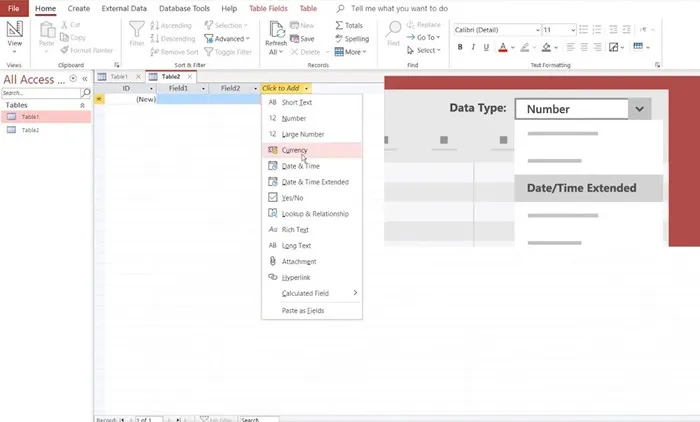 File Home Create External Data Database Tools Help Table Fields Table Tell me what you want to do
View
Views
Paste
Cut
Copy
Format Painter
Clipboard
Filter
Ascending
Descending
Remove Sort
Selection
Advanced
Toggle Filter
Sort & Filter
Refresh
All
New
Save
Delete
Totals
Spelling
More
Records
Find
Replace
Go To
Select
Find
Calibri (Detail) 11
B I U A
Text Formatting
All Access ...
Search...
Tables
Table1
Table2
Table1 Table2
ID Field1 Field2 Click to Add
(New)
AB Short Text
12 Number
12 Large Number
Currency
Date & Time
Date & Time Extended
Yes/No
Lookup & Relationship
Aa Rich Text
AB Long Text
Attachment
Hyperlink
Calculated Field
Paste as Fields
Data Type: Number
Date/Time Extended
Record: 1 of 1 No Filter Search